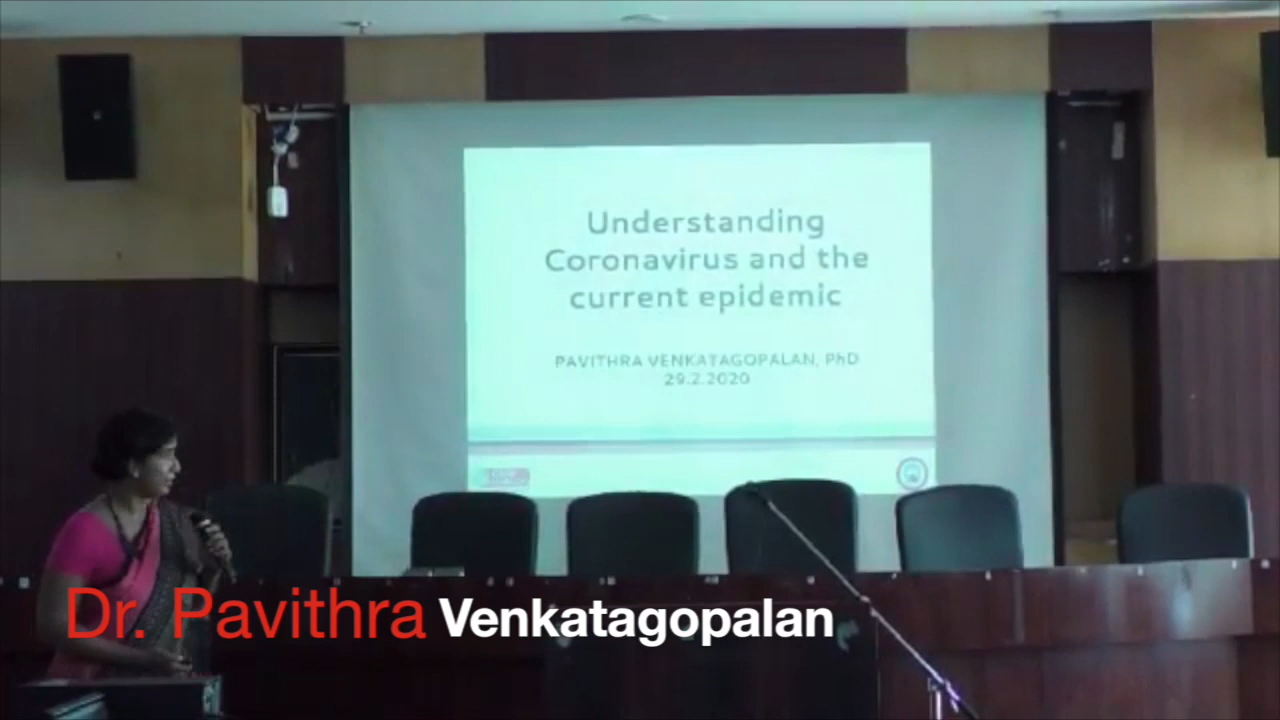 Understanding
Coronavirus and the
current epidemic
PAVITHRA VENKATAGOPALAN, PhD
29.2.2020
Dr. Pavithra Venkatagopalan